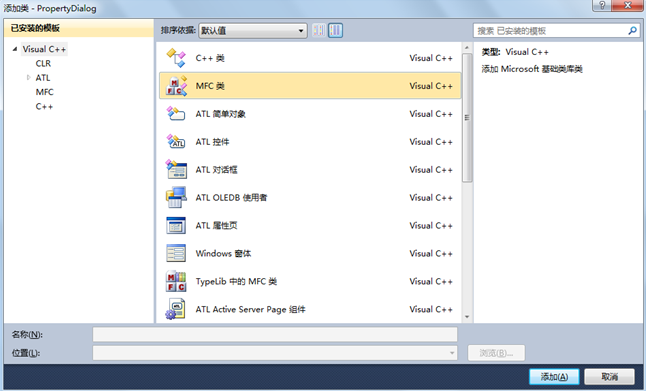 添加类 - PropertyDialog
已安装的模板
Visual C++
CLR
ATL
MFC
C++
排序依据: 默认值
C++ 类 Visual C++
MFC 类 Visual C++
ATL 简单对象 Visual C++
ATL 控件 Visual C++
ATL 对话框 Visual C++
ATL OLEDB 使用者 Visual C++
ATL 属性页 Visual C++
Windows 窗体 Visual C++
TypeLib 中的 MFC 类 Visual C++
ATL Active Server Page 组件 Visual C++
搜索 已安装的模板
类型: Visual C++
添加 Microsoft 基础类库类
名称(N):
位置(L):
浏览(B)...
添加(A) 取消